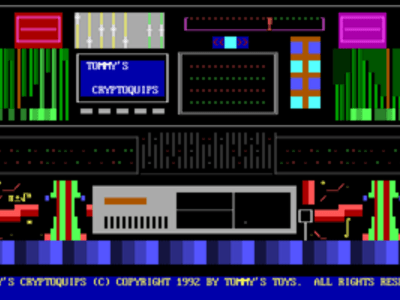 TOMMY'S
CRYPTOQUIPS
Y'S CRYPTOQUIPS (C) COPYRIGHT 1992 BY TOMMY'S TOYS. ALL RIGHTS RESE